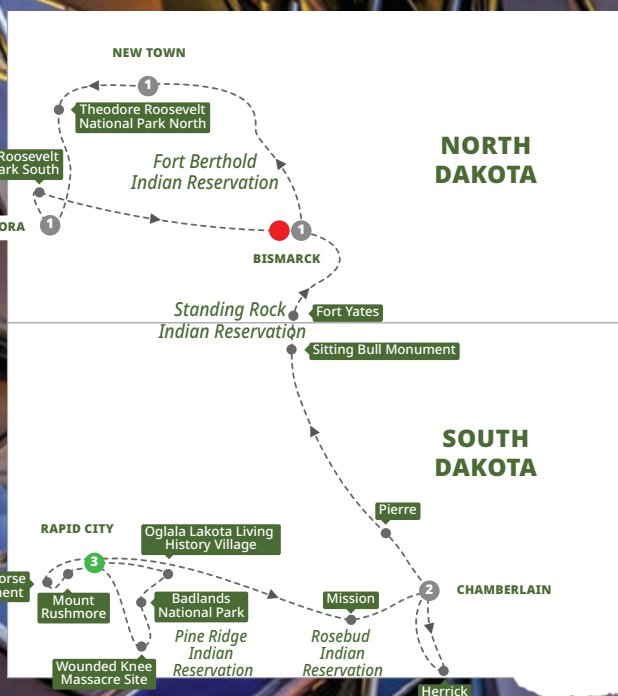 NEW TOWN
1
Theodore Roosevelt
National Park North
NORTH
DAKOTA
Fort Berthold
Indian Reservation
Roosevelt
ark South
ORA
1
1
BISMARCK
Standing Rock
Indian Reservation
Fort Yates
Sitting Bull Monument
SOUTH
DAKOTA
Pierre
RAPID CITY
3
Oglala Lakota Living
History Village
orse
ent
Mount
Rushmore
Badlands
National Park
Mission
2
CHAMBERLAIN
Pine Ridge
Indian
Reservation
Rosebud
Indian
Reservation
Wounded Knee
Massacre Site
Herrick